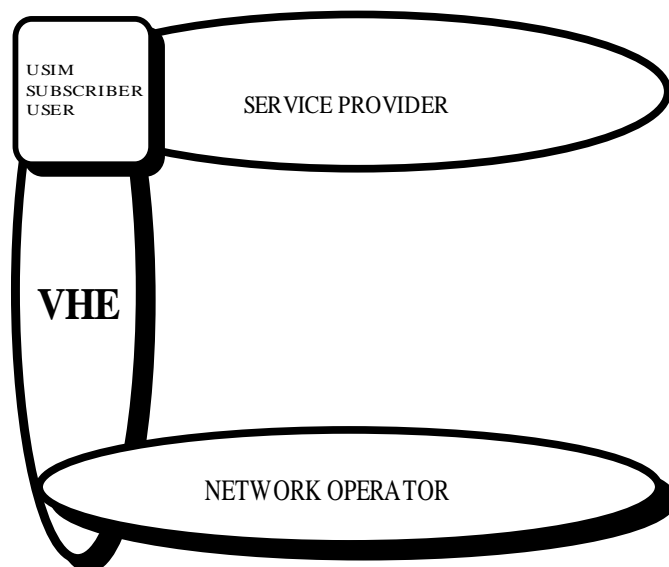 USIM
SUBSCRIBER
USER
SERVICE PROVIDER
VHE
NETWORK OPERATOR